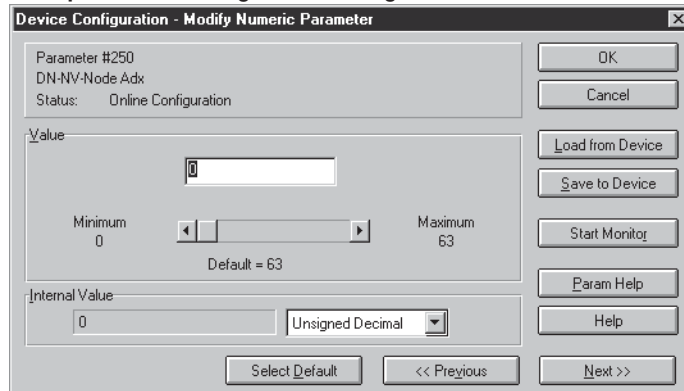 Device Configuration - Modify Numeric Parameter
Parameter #250
DN-NV-Node Adx
Status: Online Configuration
OK
Cancel
Value
0
Minimum
0
Maximum
63
Default = 63
Load from Device
Save to Device
Start Monitor
Internal Value
0
Unsigned Decimal
Param Help
Help
Select Default
<< Previous
Next >>